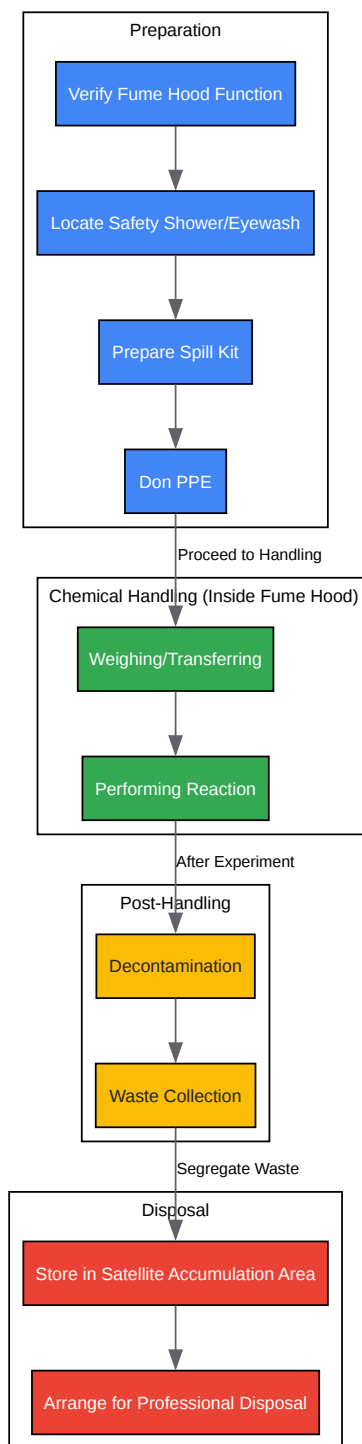 Preparation
Verify Fume Hood Function
Locate Safety Shower/Eyewash
Prepare Spill Kit
Don PPE
Proceed to Handling
Chemical Handling (Inside Fume Hood)
Weighing/Transferring
Performing Reaction
After Experiment
Post-Handling
Decontamination
Waste Collection
Segregate Waste
Disposal
Store in Satellite Accumulation Area
Arrange for Professional Disposal